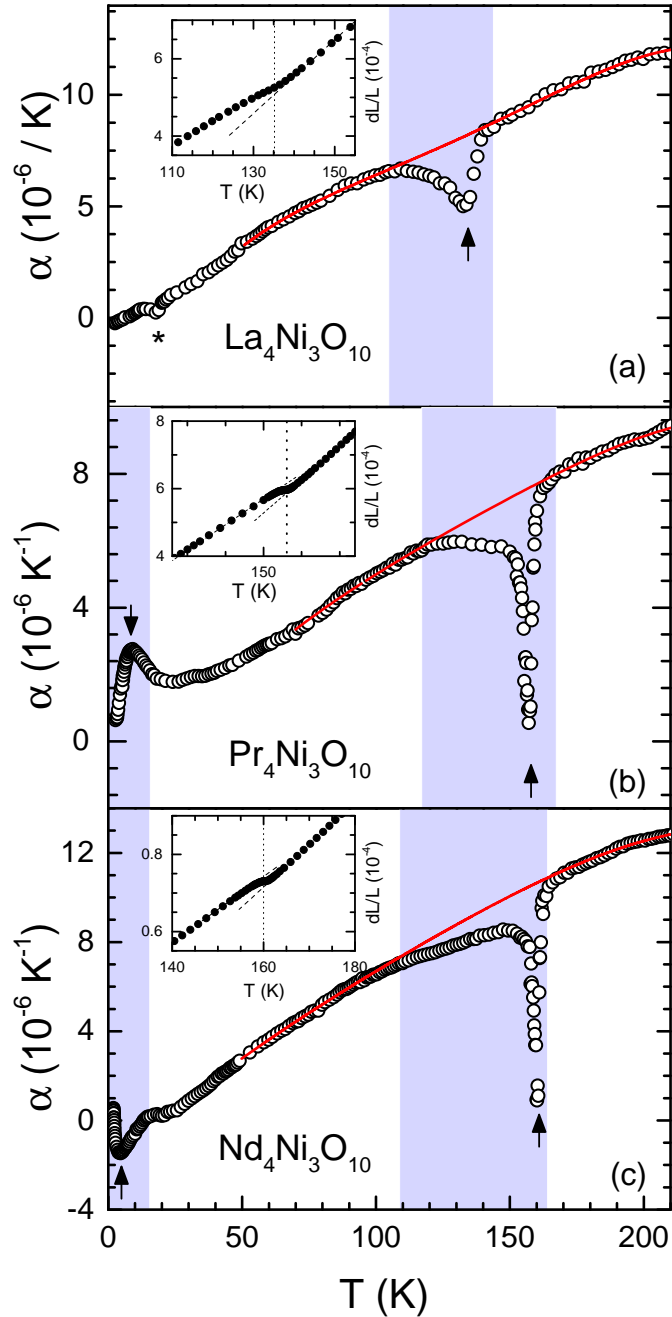 6
4
110
130
150
T (K)
dL/L (10⁻⁴)
10
5
0
α (10⁻⁶ / K)
*
La₄Ni₃O₁₀
(a)
8
6
4
150
T (K)
dL/L (10⁻⁴)
8
4
0
α (10⁻⁶ K⁻¹)
Pr₄Ni₃O₁₀
(b)
0.8
0.6
140
160
180
T (K)
dL/L (10⁻⁴)
12
8
4
0
-4
α (10⁻⁶ K⁻¹)
Nd₄Ni₃O₁₀
(c)
0 50 100 150 200
T (K)